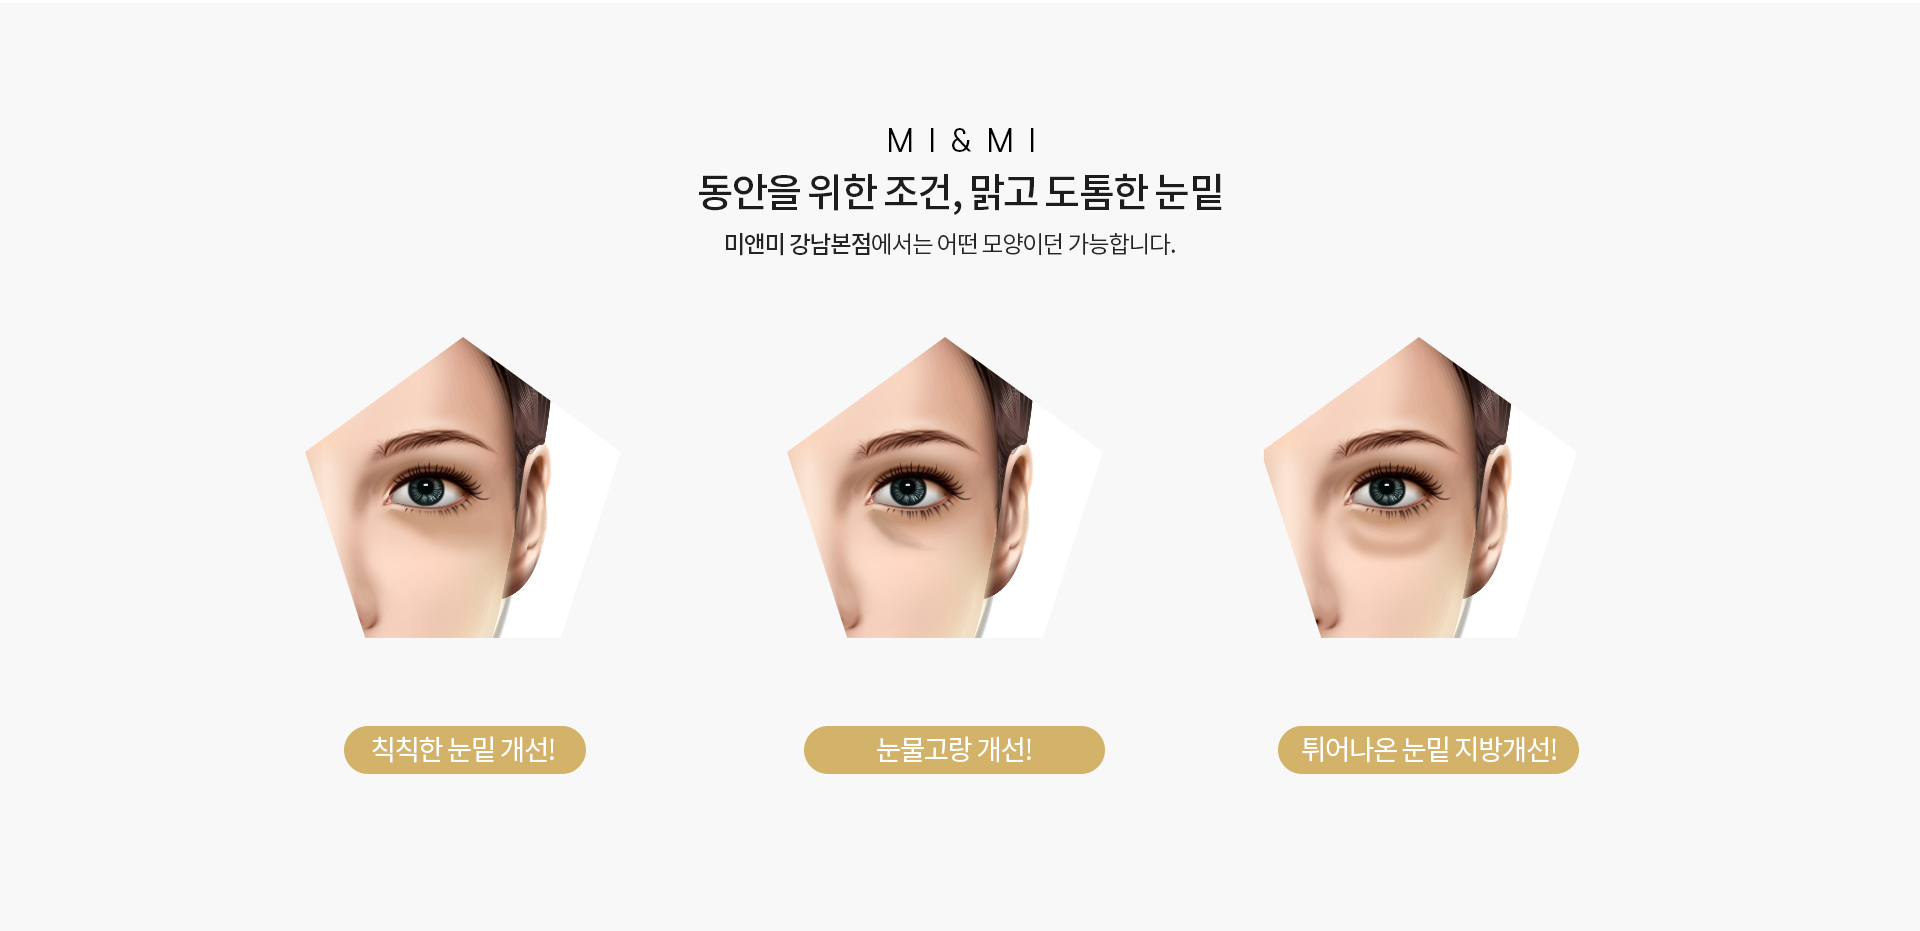 MI&MI
동안을 위한 조건, 맑고 도톰한 눈밑
미앤미 강남본점에서는 어떤 모양이던 가능합니다.
칙칙한 눈밑 개선!
눈물고랑 개선!
튀어나온 눈밑 지방개선!